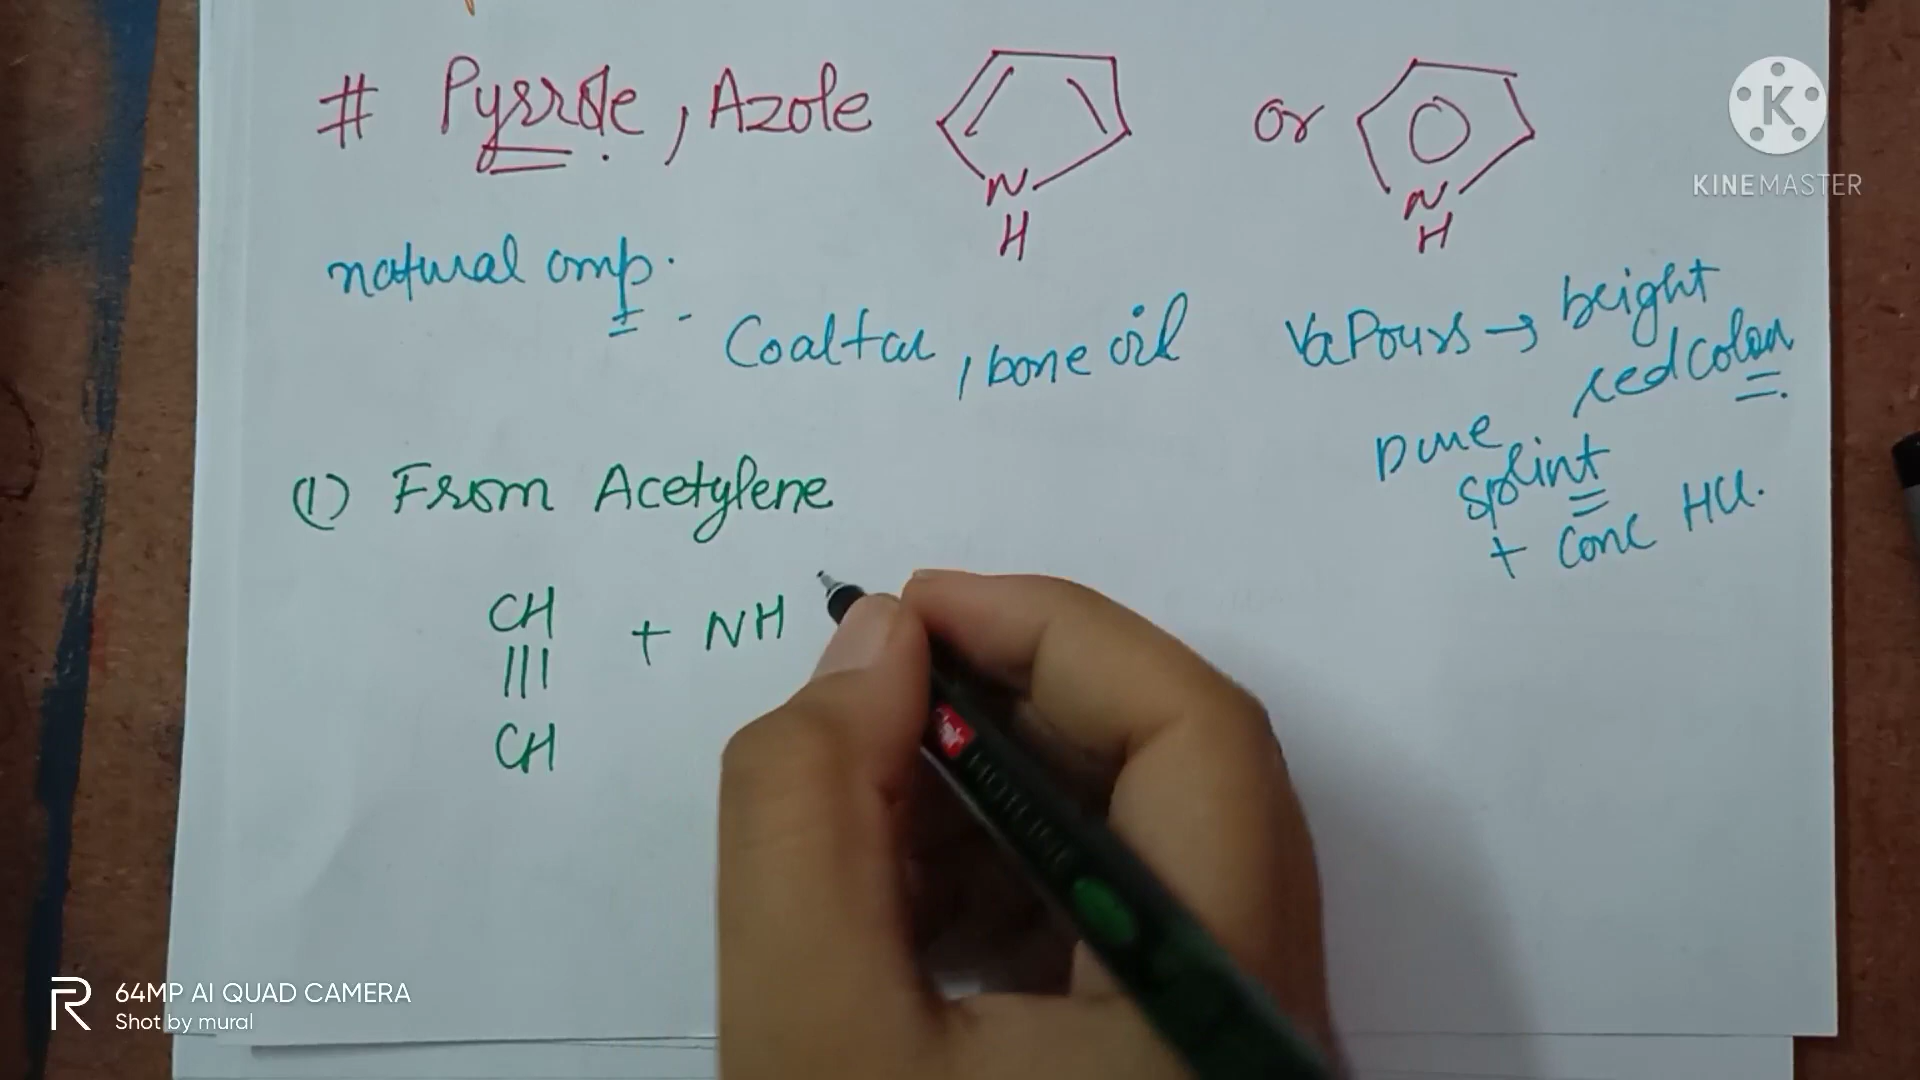 # Pyrrole, Azole N H or N H
K
KINEMASTER
natural comp.
- Coaltar, bone oil
Vapours → bright
red colour
Pine
splint
+ conc HCl.
(1) From Acetylene
CH
+ NH
CH
64MP AI QUAD CAMERA
Shot by mural